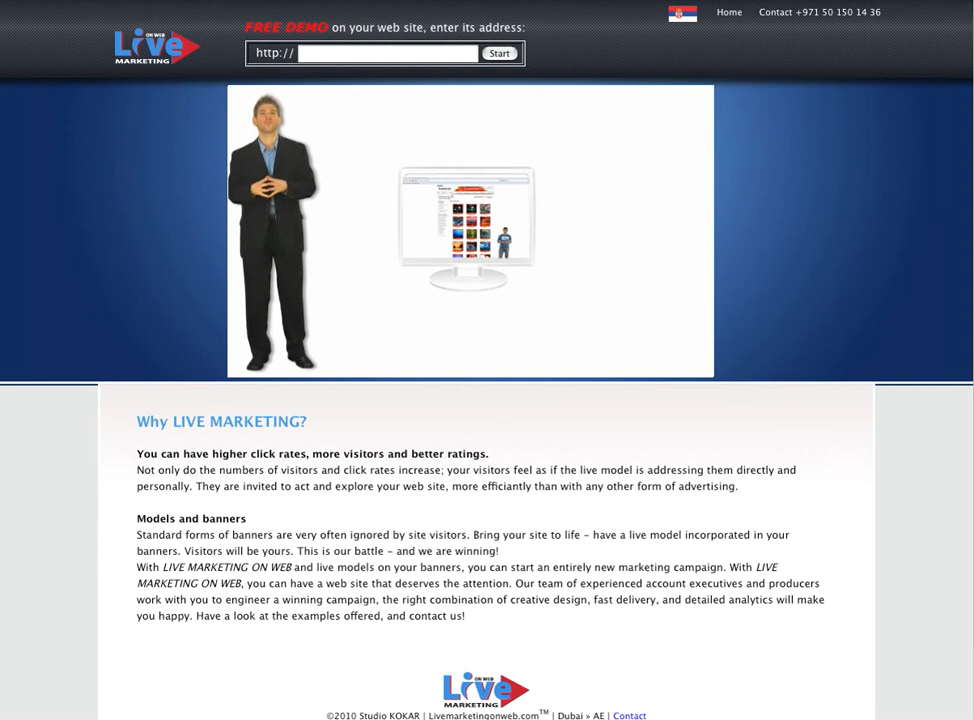 Home
Contact +971 50 150 14 36
FREE DEMO on your web site, enter its address:
http://
Start
Live
ON WEB
MARKETING
Why LIVE MARKETING?
You can have higher click rates, more visitors and better ratings.
Not only do the numbers of visitors and click rates increase; your visitors feel as if the live model is addressing them directly and
personally. They are invited to act and explore your web site, more efficiantly than with any other form of advertising.
Models and banners
Standard forms of banners are very often ignored by site visitors. Bring your site to life – have a live model incorporated in your
banners. Visitors will be yours. This is our battle – and we are winning!
With LIVE MARKETING ON WEB and live models on your banners, you can start an entirely new marketing campaign. With LIVE
MARKETING ON WEB, you can have a web site that deserves the attention. Our team of experienced account executives and producers
work with you to engineer a winning campaign, the right combination of creative design, fast delivery, and detailed analytics will make
you happy. Have a look at the examples offered, and contact us!
Live
ON WEB
MARKETING
©2010 Studio KOKAR | Livemarketingonweb.com™ | Dubai » AE | Contact